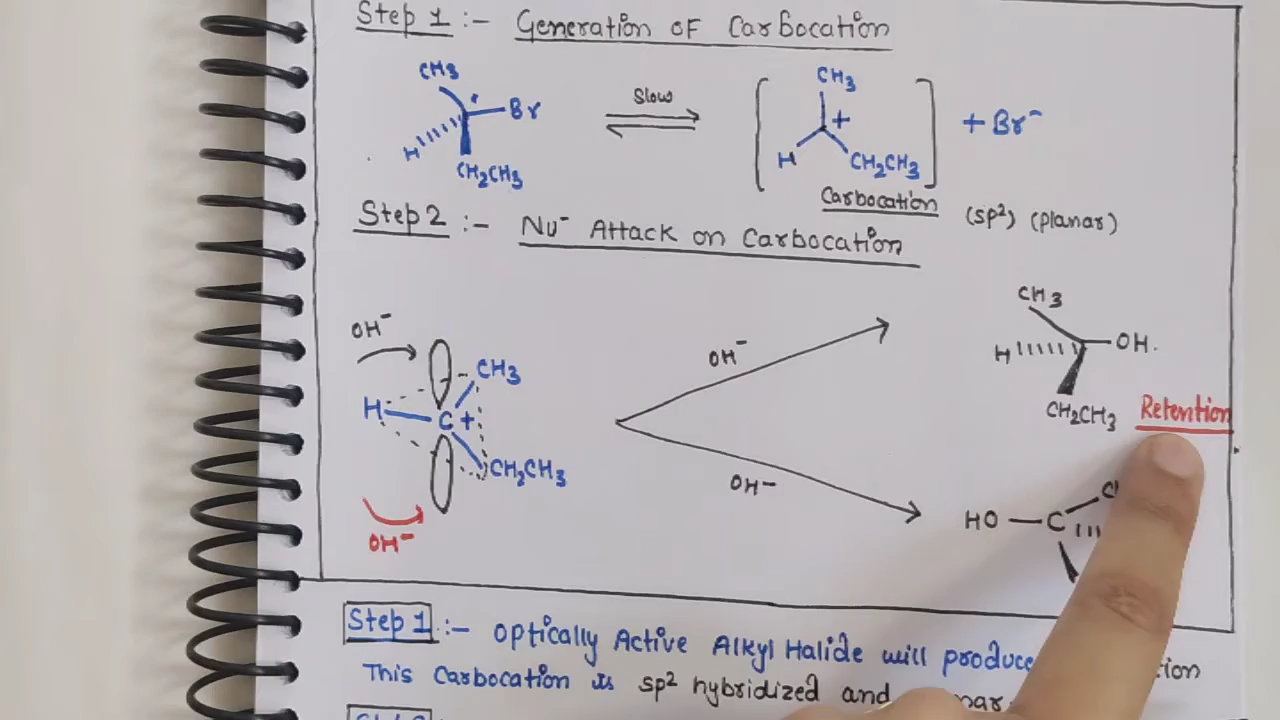 Step 1 :- Generation of Carbocation
CH3
Br
H
CH2CH3
Slow
CH3
+
H
CH2CH3
+ Br-
Carbocation (sp2) (planar)
Step 2 :- Nu- Attack on Carbocation
OH-
H C + CH3
CH2CH3
OH-
OH-
OH-
CH3
H OH.
CH2CH3
Retention
HO C
Step 1 :- Optically Active Alkyl Halide will
This Carbocation is sp2 hybridized and